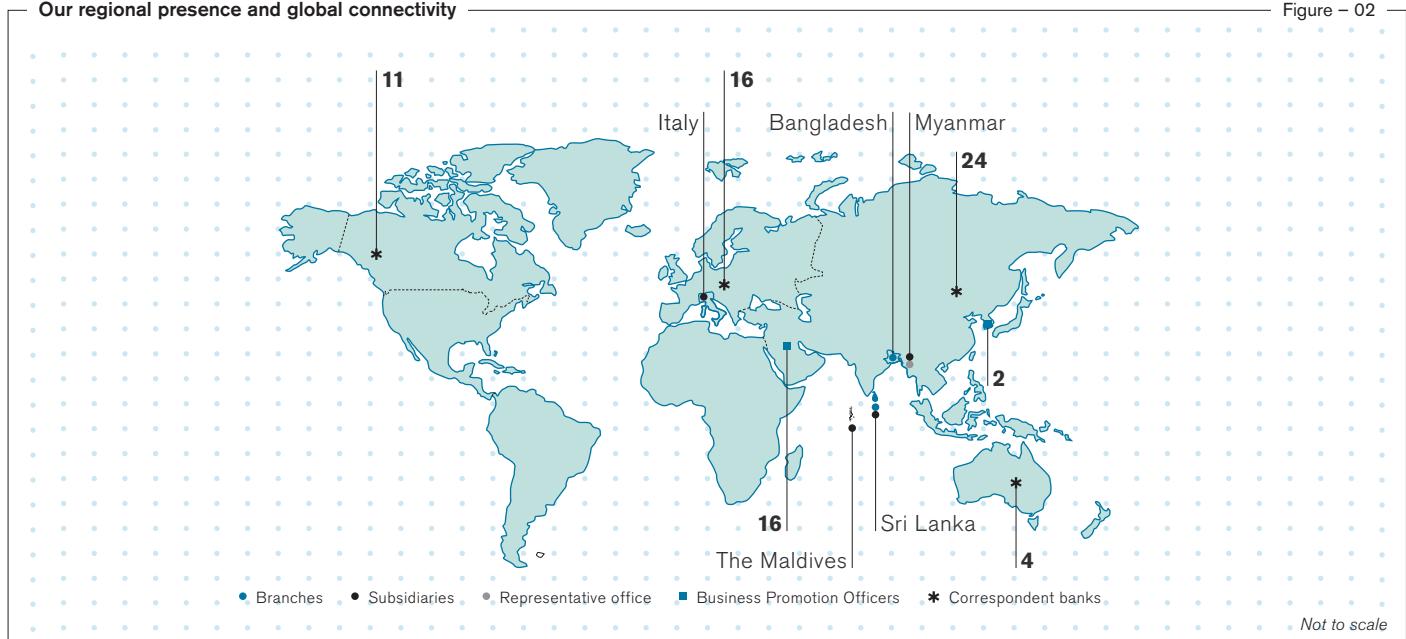 Our regional presence and global connectivity
Figure – 02
11
16
Italy
Bangladesh
Myanmar
24
2
16
Sri Lanka
The Maldives
4
Branches
Subsidiaries
Representative office
Business Promotion Officers
Correspondent banks
Not to scale